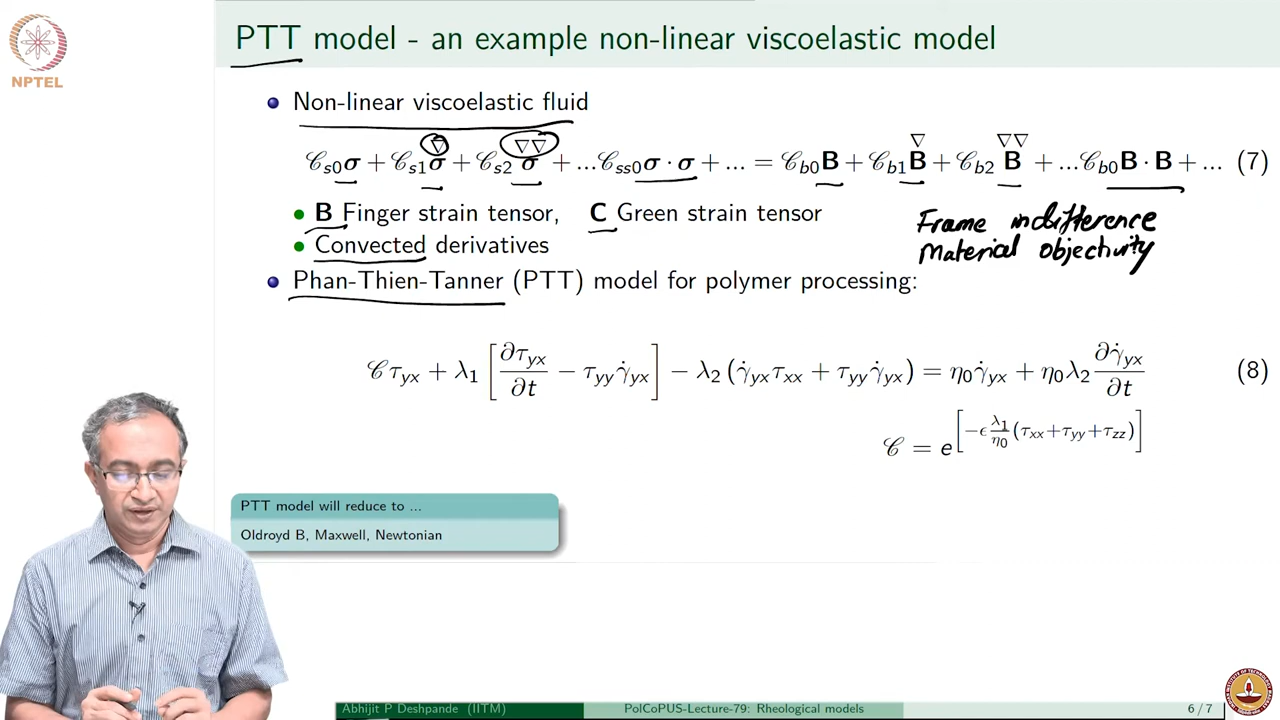 PTT model - an example non-linear viscoelastic model
NPTEL
Non-linear viscoelastic fluid
𝒞s0σ + 𝒞s1σ^∇ + 𝒞s2σ^∇∇ + ...𝒞ss0σ · σ + ... = 𝒞b0B + 𝒞b1B^∇ + 𝒞b2B^∇∇ + ...𝒞b0B · B + ... (7)
B Finger strain tensor, C Green strain tensor
Frame indifference
Convected derivatives
Material objectivity
Phan-Thien-Tanner (PTT) model for polymer processing:
𝒞τyx + λ1 [∂τyx/∂t − τyyγ̇yx] − λ2 (γ̇yxτxx + τyyγ̇yx) = η0γ̇yx + η0λ2 ∂γ̇yx/∂t (8)
𝒞 = e^[−ϵ λ1/η0 (τxx+τyy+τzz)]
PTT model will reduce to ...
Oldroyd B, Maxwell, Newtonian
Abhijit P Deshpande (IITM) PolCoPUS-Lecture-79: Rheological models 6 / 7